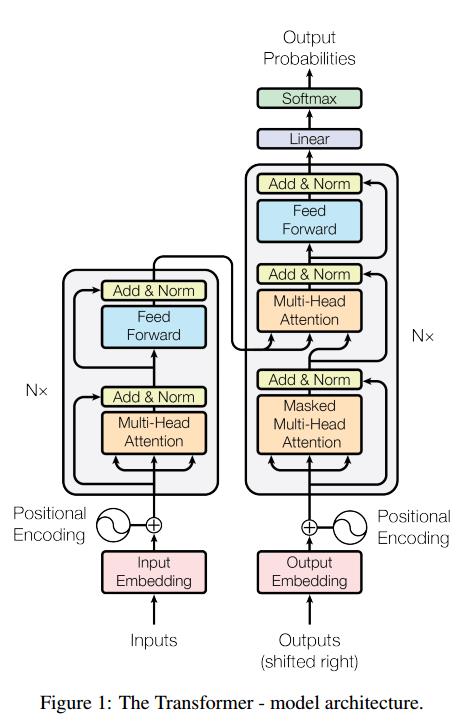 Output
Probabilities
Softmax
Linear
Add & Norm
Feed
Forward
Add & Norm
Multi-Head
Attention
Nx
Add & Norm
Masked
Multi-Head
Attention
Add & Norm
Feed
Forward
Nx
Add & Norm
Multi-Head
Attention
Positional
Encoding
Positional
Encoding
Input
Embedding
Output
Embedding
Inputs
Outputs
(shifted right)
Figure 1: The Transformer - model architecture.